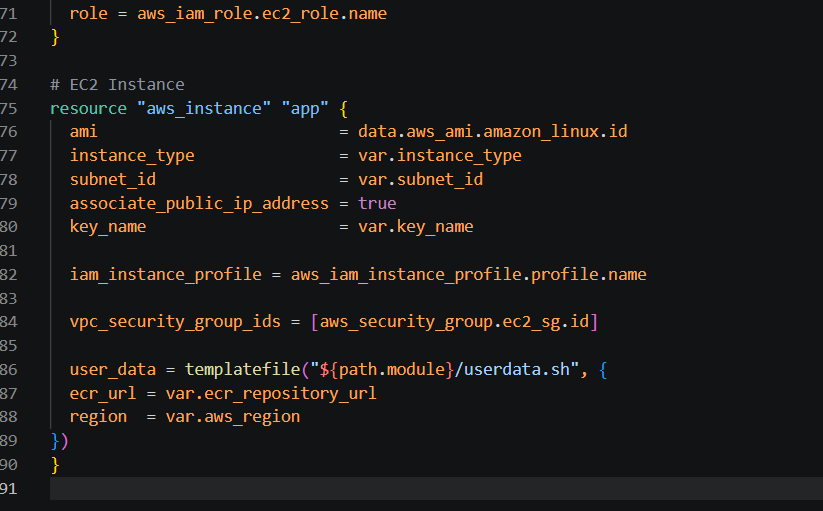 71    role = aws_iam_role.ec2_role.name
72  }
73
74  # EC2 Instance
75  resource "aws_instance" "app" {
76    ami                         = data.aws_ami.amazon_linux.id
77    instance_type               = var.instance_type
78    subnet_id                   = var.subnet_id
79    associate_public_ip_address = true
80    key_name                    = var.key_name
81
82    iam_instance_profile = aws_iam_instance_profile.profile.name
83
84    vpc_security_group_ids = [aws_security_group.ec2_sg.id]
85
86    user_data = templatefile("${path.module}/userdata.sh", {
87    ecr_url = var.ecr_repository_url
88    region  = var.aws_region
89  })
90  }
91